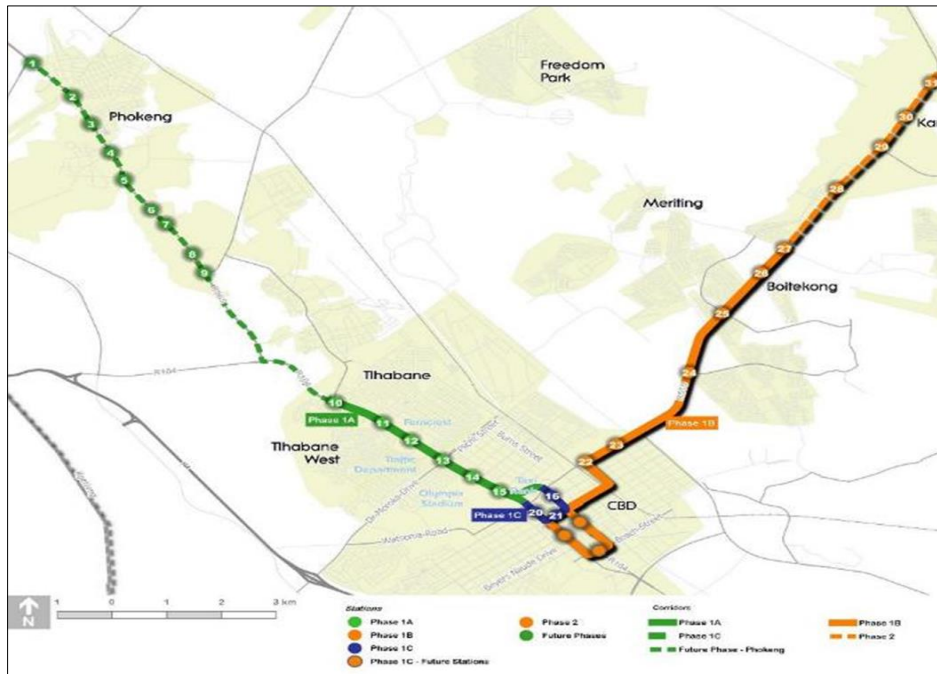 Freedom
Park
1
2
Phokeng
3
4
5
6
7
8
9
31
30
29
28
27
Meriting
26
Boitekong
25
24
R104
Tlhabane
10
Phase 1A
11
12
13
14
15
Tlhabane
West
Traffic
Department
Olympia
Stadium
Burns Street
Phase 1B
23
22
16
20
21
Phase 1C
CBD
Watsonia Road
Beach Street
Beyers Naude Drive
R104
N
1 0 1 2 3 km
Stations
Phase 1A
Phase 1B
Phase 1C
Phase 1C - Future Stations
Phase 2
Future Phases
Corridors
Phase 1A
Phase 1C
Future Phase - Phokeng
Phase 1B
Phase 2